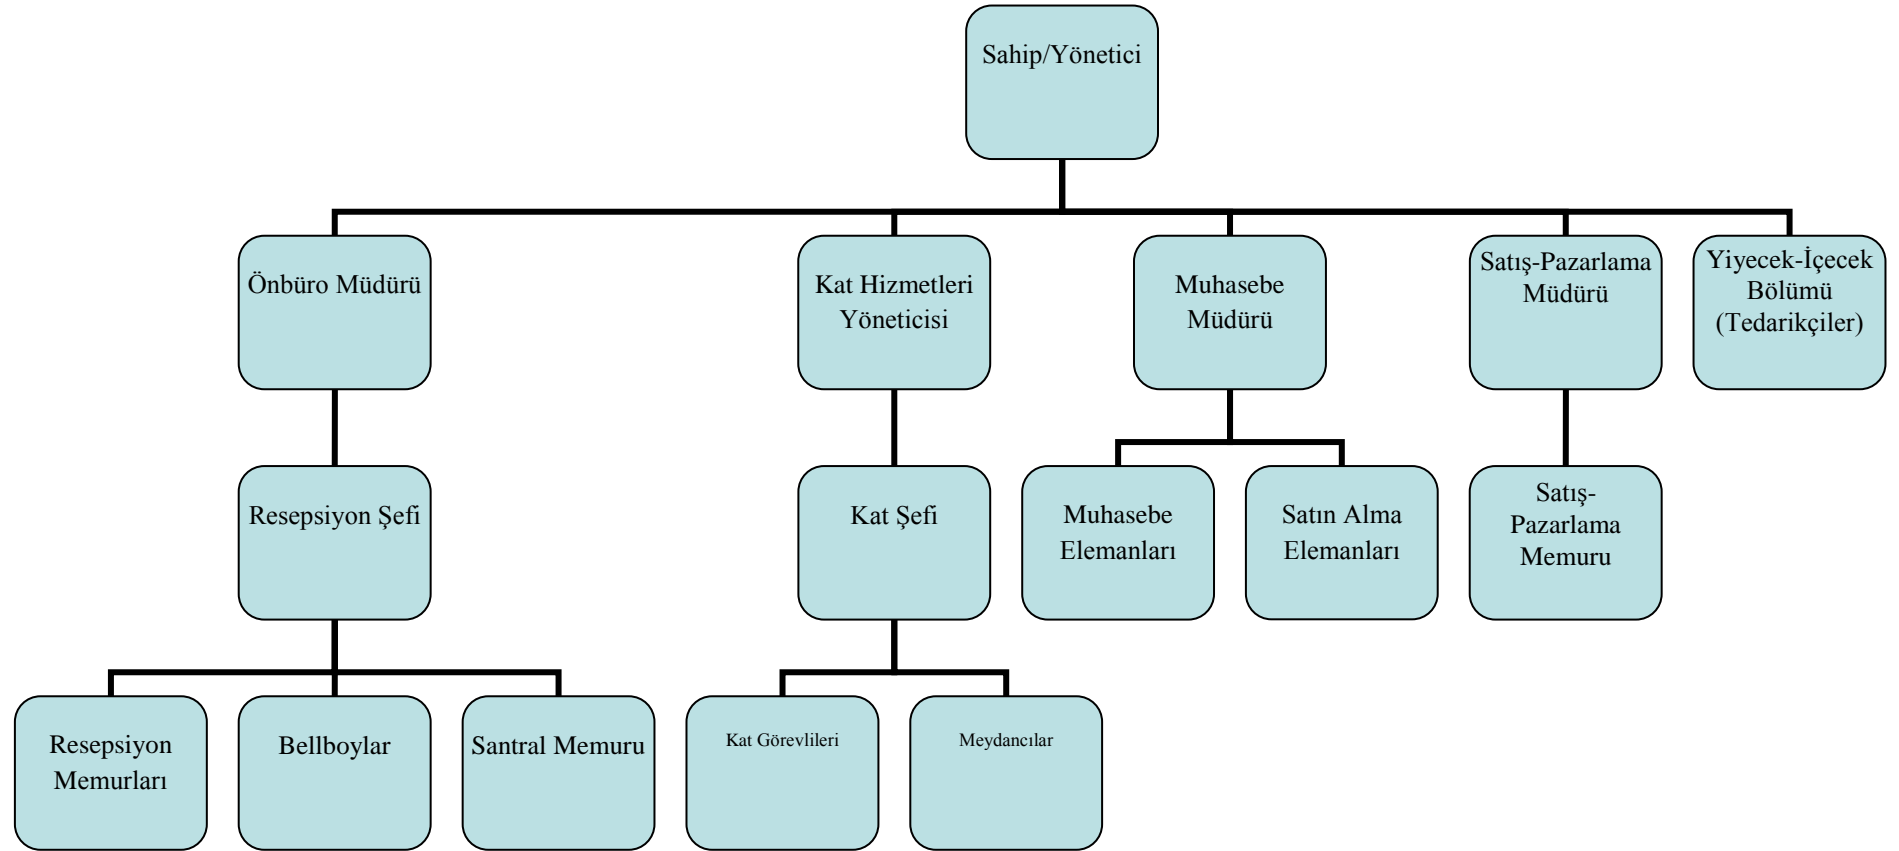 Sahip/Yönetici
Önbüro Müdürü
Kat Hizmetleri
Yöneticisi
Muhasebe
Müdürü
Satış-Pazarlama
Müdürü
Yiyecek-İçecek
Bölümü
(Tedarikçiler)
Resepsiyon Şefi
Kat Şefi
Muhasebe
Elemanları
Satın Alma
Elemanları
Satış-
Pazarlama
Memuru
Resepsiyon
Memurları
Bellboylar
Santral Memuru
Kat Görevlileri
Meydancılar